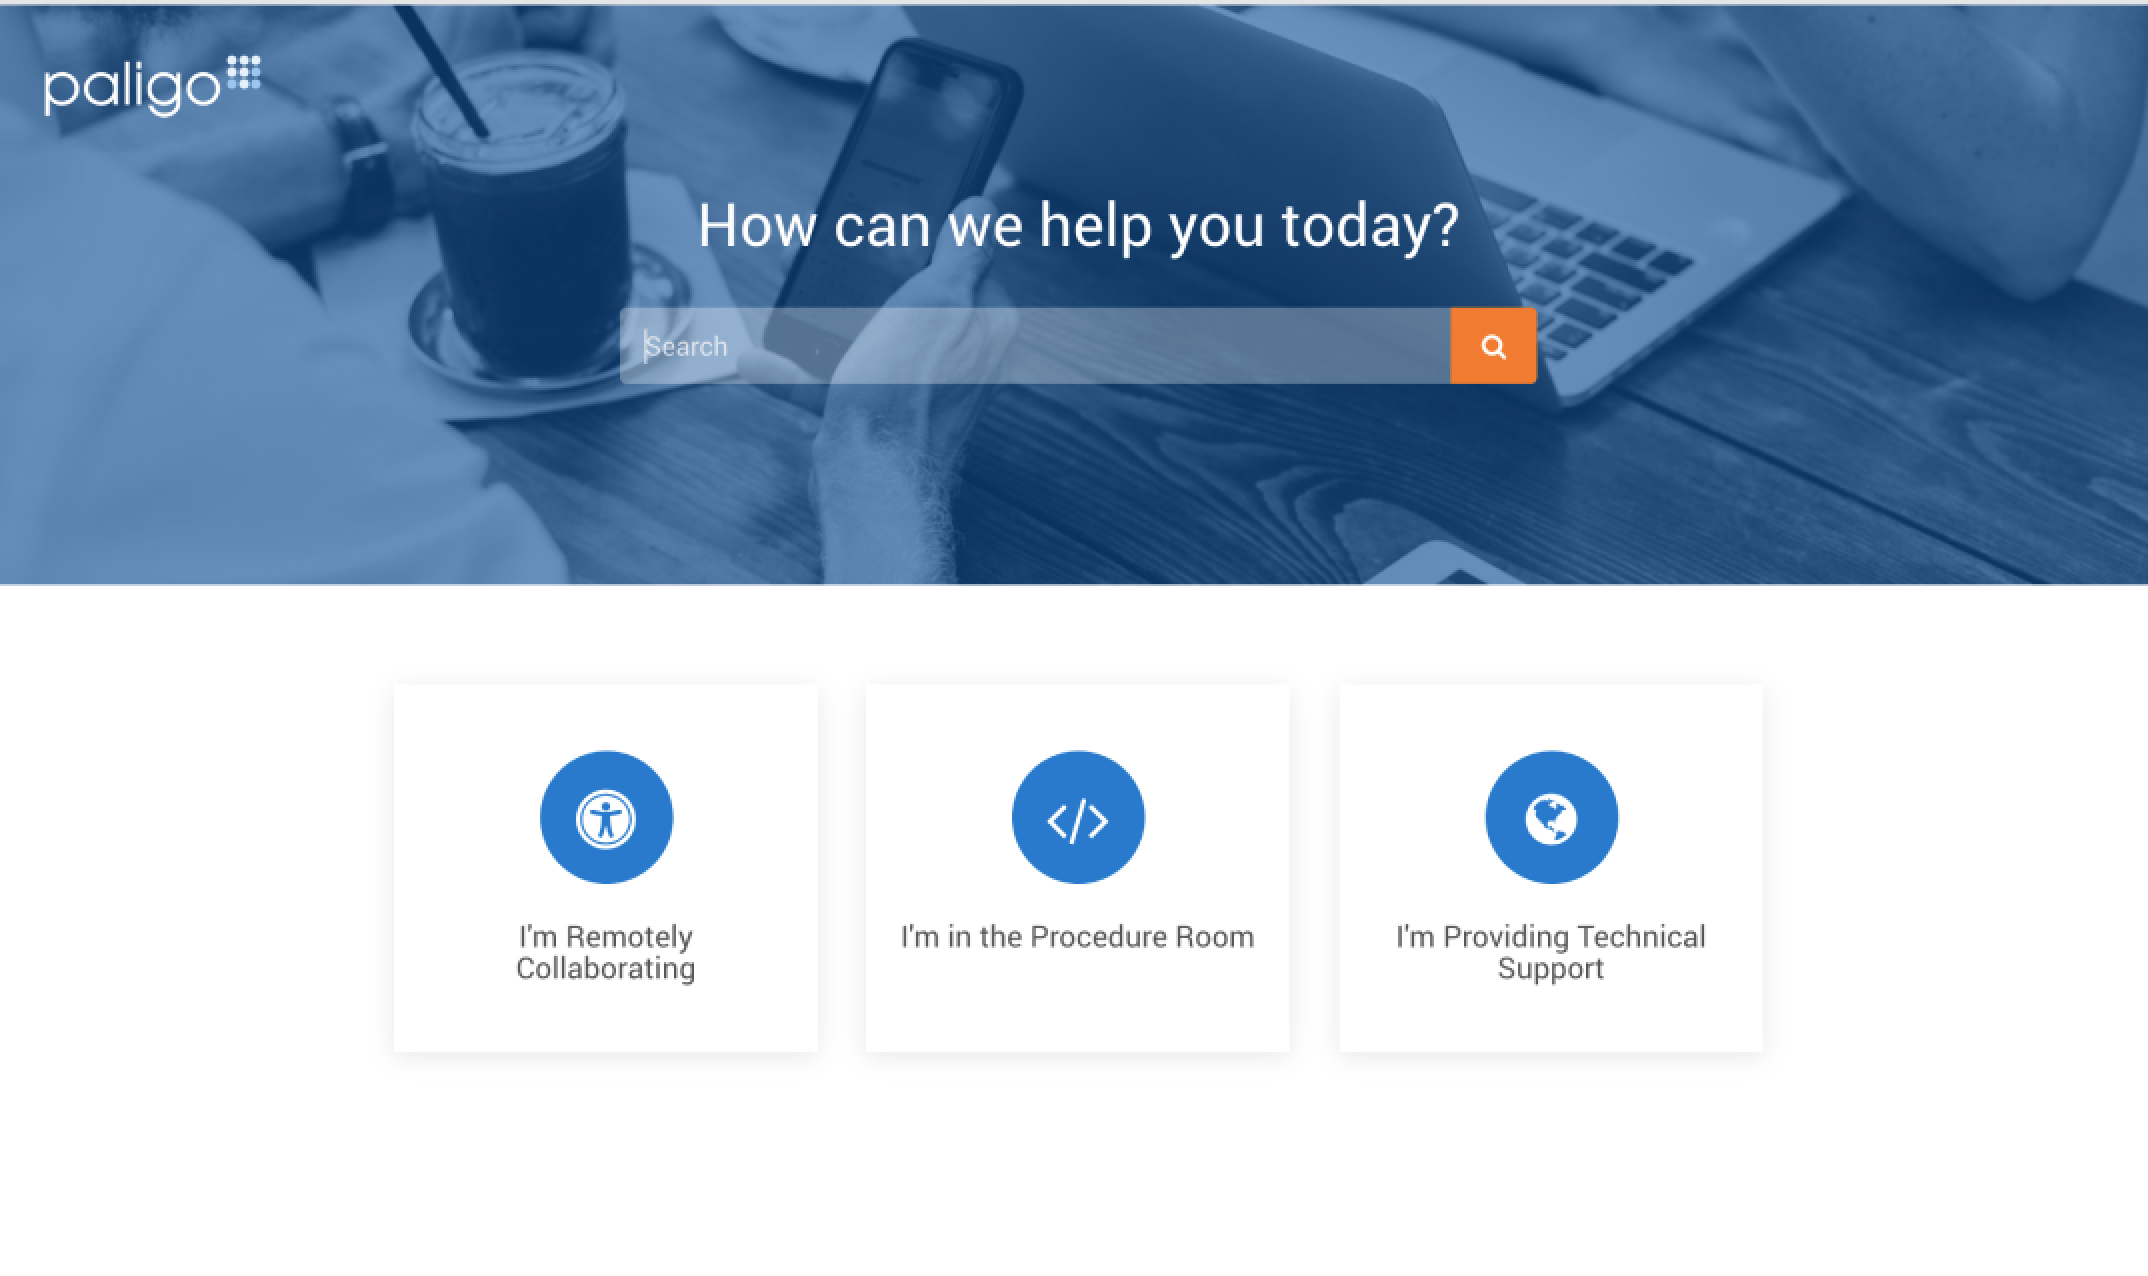 paligo
How can we help you today?
Search
I'm Remotely
Collaborating
I'm in the Procedure Room
I'm Providing Technical
Support